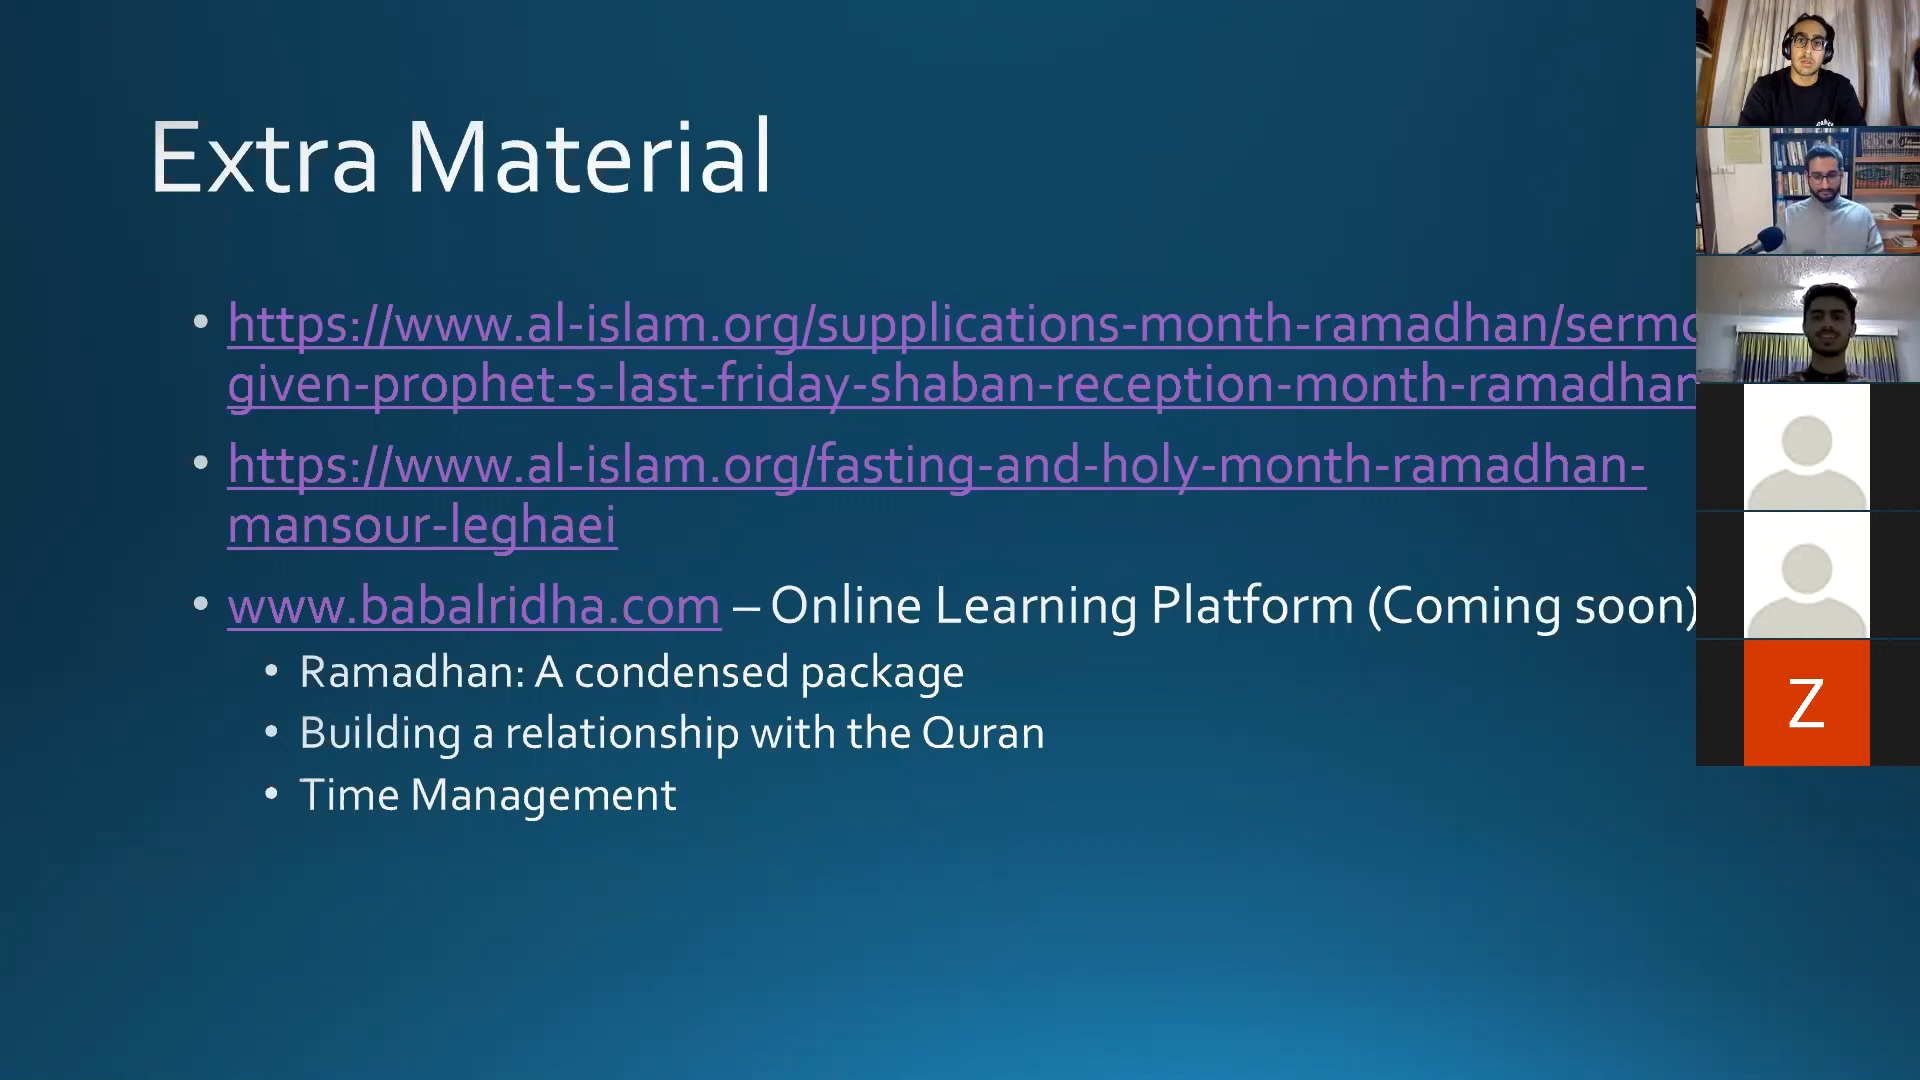 Extra Material
• https://www.al-islam.org/supplications-month-ramadhan/sermo
given-prophet-s-last-friday-shaban-reception-month-ramadhan
• https://www.al-islam.org/fasting-and-holy-month-ramadhan-
mansour-leghaei
• www.babalridha.com – Online Learning Platform (Coming soon)
• Ramadhan: A condensed package
• Building a relationship with the Quran
• Time Management
Z